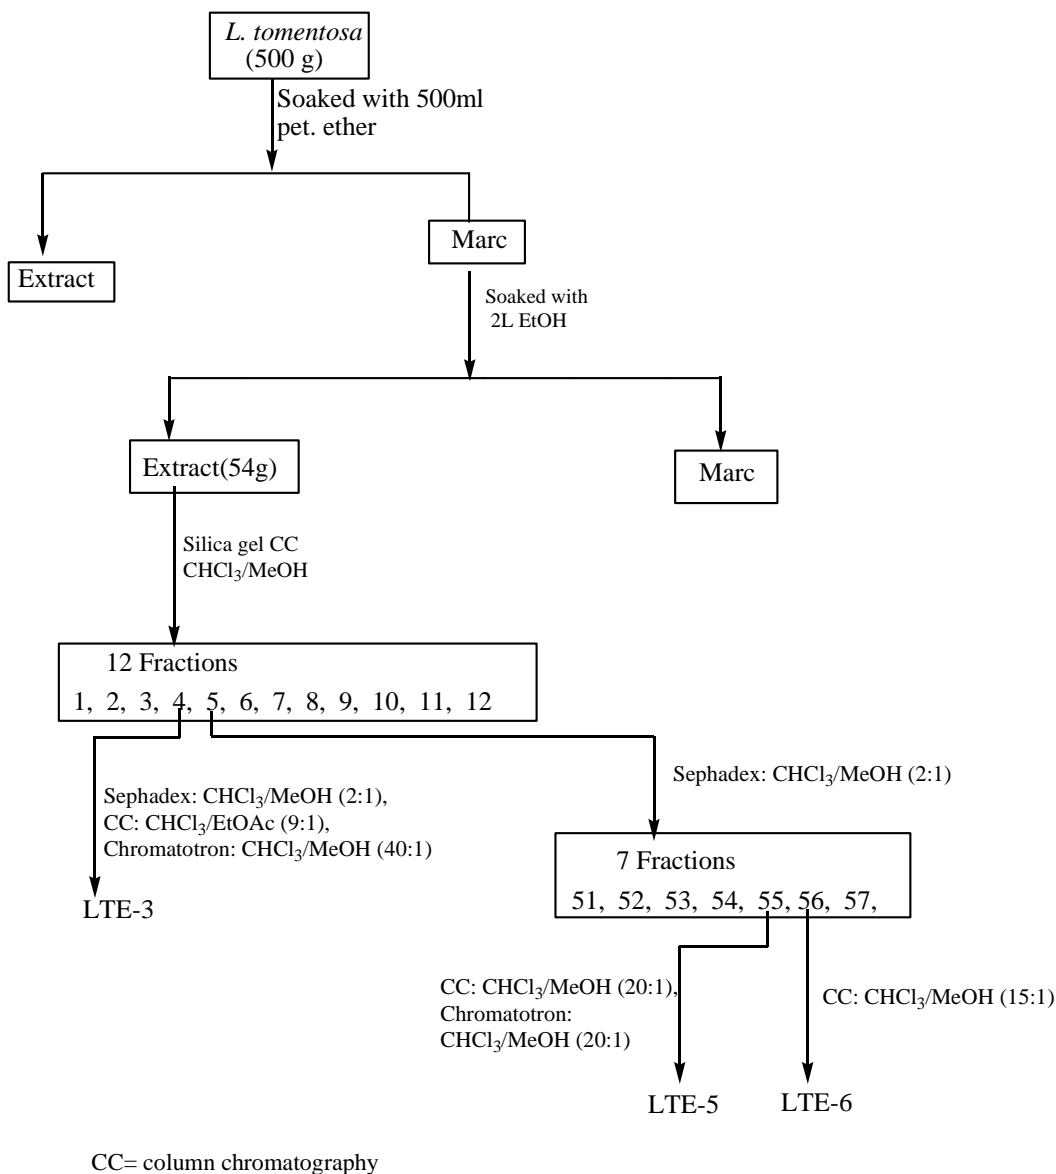 L. tomentosa
(500 g)
Soaked with 500ml
pet. ether
Extract
Marc
Soaked with
2L EtOH
Extract(54g)
Marc
Silica gel CC
CHCl3/MeOH
12 Fractions
1, 2, 3, 4, 5, 6, 7, 8, 9, 10, 11, 12
Sephadex: CHCl3/MeOH (2:1),
CC: CHCl3/EtOAc (9:1),
Chromatotron: CHCl3/MeOH (40:1)
LTE-3
Sephadex: CHCl3/MeOH (2:1)
7 Fractions
51, 52, 53, 54, 55, 56, 57,
CC: CHCl3/MeOH (20:1),
Chromatotron:
CHCl3/MeOH (20:1)
CC: CHCl3/MeOH (15:1)
LTE-5
LTE-6
CC= column chromatography